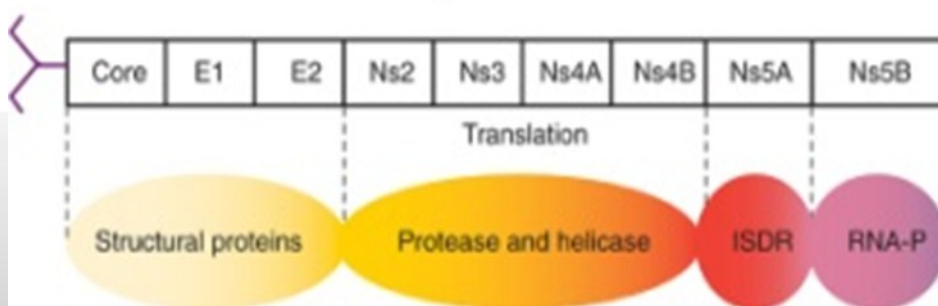 Core E1 E2 Ns2 Ns3 Ns4A Ns4B Ns5A Ns5B
Translation
Structural proteins Protease and helicase ISDR RNA-P